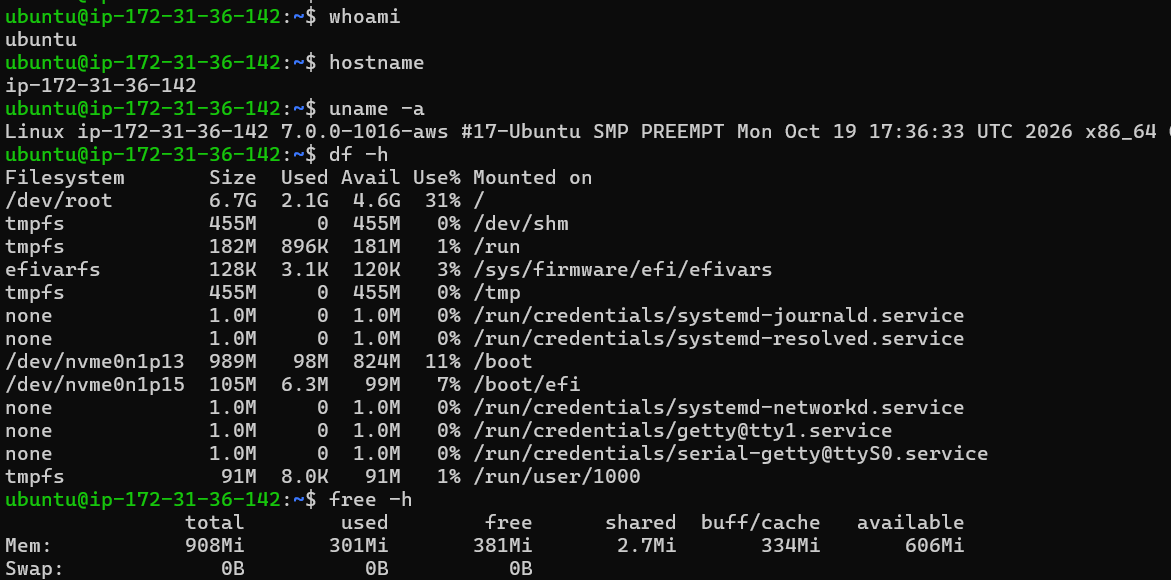 ubuntu@ip-172-31-36-142:~$ whoami
ubuntu
ubuntu@ip-172-31-36-142:~$ hostname
ip-172-31-36-142
ubuntu@ip-172-31-36-142:~$ uname -a
Linux ip-172-31-36-142 7.0.0-1016-aws #17-Ubuntu SMP PREEMPT Mon Oct 19 17:36:33 UTC 2026 x86_64
ubuntu@ip-172-31-36-142:~$ df -h
Filesystem       Size  Used Avail Use% Mounted on
/dev/root        6.7G  2.1G  4.6G  31% /
tmpfs            455M     0  455M   0% /dev/shm
tmpfs            182M  896K  181M   1% /run
efivarfs         128K  3.1K  120K   3% /sys/firmware/efi/efivars
tmpfs            455M     0  455M   0% /tmp
none             1.0M     0  1.0M   0% /run/credentials/systemd-journald.service
none             1.0M     0  1.0M   0% /run/credentials/systemd-resolved.service
/dev/nvme0n1p13  989M   98M  824M  11% /boot
/dev/nvme0n1p15  105M  6.3M   99M   7% /boot/efi
none             1.0M     0  1.0M   0% /run/credentials/systemd-networkd.service
none             1.0M     0  1.0M   0% /run/credentials/getty@tty1.service
none             1.0M     0  1.0M   0% /run/credentials/serial-getty@ttyS0.service
tmpfs             91M  8.0K   91M   1% /run/user/1000
ubuntu@ip-172-31-36-142:~$ free -h
               total        used        free      shared  buff/cache   available
Mem:           908Mi       301Mi       381Mi       2.7Mi       334Mi       606Mi
Swap:             0B          0B          0B